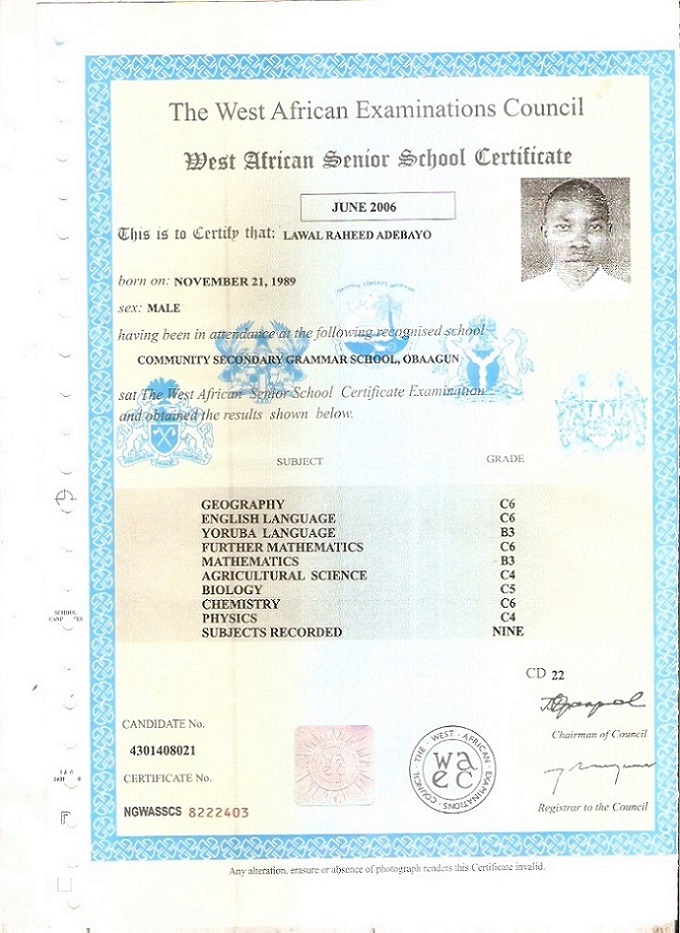 The West African Examinations Council
West African Senior School Certificate
JUNE 2006
This is to Certify that: LAWAL RAHEED ADEBAYO
born on: NOVEMBER 21, 1989
sex: MALE
having been in attendance at the following recognised school
COMMUNITY SECONDARY GRAMMAR SCHOOL, OBAAGUN
sat The West African Senior School Certificate Examination
and obtained the results shown below.
SUBJECT GRADE
GEOGRAPHY C6
ENGLISH LANGUAGE C6
YORUBA LANGUAGE B3
FURTHER MATHEMATICS C6
MATHEMATICS B3
AGRICULTURAL SCIENCE C4
BIOLOGY C5
CHEMISTRY C6
PHYSICS C4
SUBJECTS RECORDED NINE
CD 22
Chairman of Council
CANDIDATE No.
4301408021
CERTIFICATE No.
NGWASSCS 8222403
THE · WEST · AFRICAN · EXAMINATIONS · COUNCIL
waec
Registrar to the Council
Any alteration, erasure or absence of photograph renders this Certificate invalid.
SCHOOL